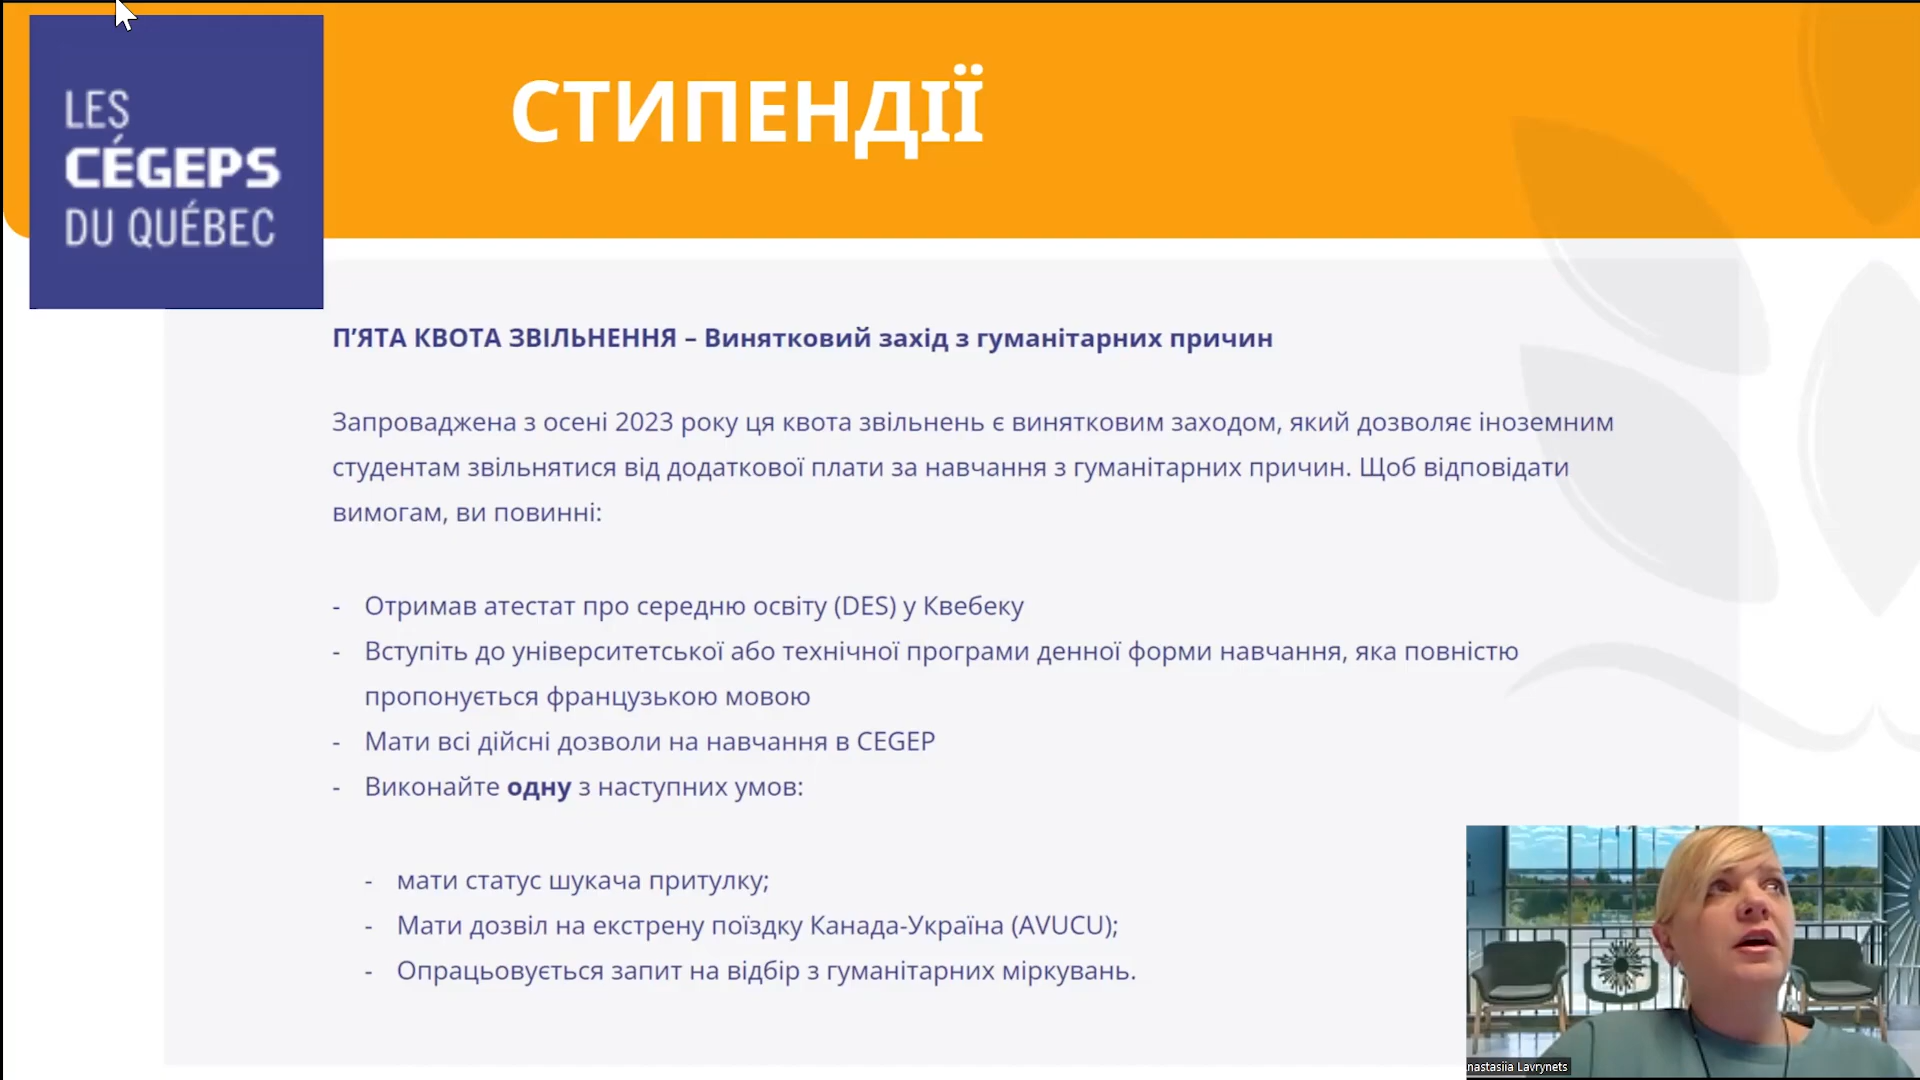 LES
CÉGEPS
DU QUÉBEC
СТИПЕНДІЇ
П’ЯТА КВОТА ЗВІЛЬНЕННЯ – Винятковий захід з гуманітарних причин
Запроваджена з осені 2023 року ця квота звільнень є винятковим заходом, який дозволяє іноземним
студентам звільнятися від додаткової плати за навчання з гуманітарних причин. Щоб відповідати
вимогам, ви повинні:
- Отримав атестат про середню освіту (DES) у Квебеку
- Вступіть до університетської або технічної програми денної форми навчання, яка повністю
пропонується французькою мовою
- Мати всі дійсні дозволи на навчання в CEGEP
- Виконайте одну з наступних умов:
- мати статус шукача притулку;
- Мати дозвіл на екстрену поїздку Канада-Україна (AVUCU);
- Опрацьовується запит на відбір з гуманітарних міркувань.
nastasiia Lavrynets